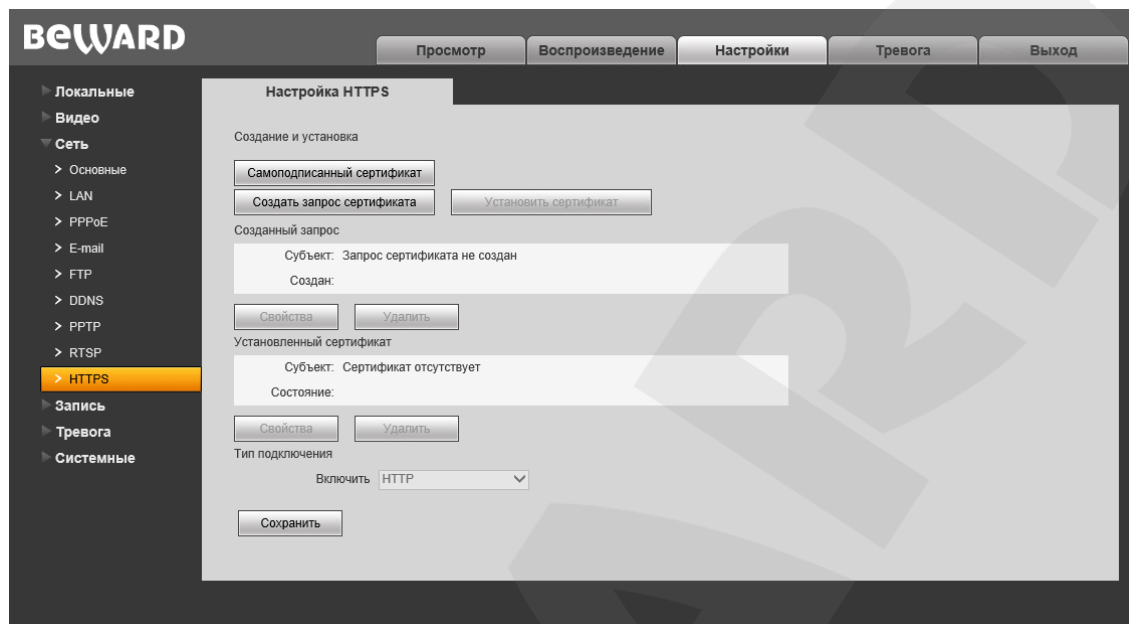 BEWARD
Просмотр
Воспроизведение
Настройки
Тревога
Выход
Локальные
Видео
Сеть
Основные
LAN
PPPoE
E-mail
FTP
DDNS
PPTP
RTSP
HTTPS
Запись
Тревога
Системные
Настройка HTTPS
Создание и установка
Самоподписанный сертификат
Создать запрос сертификата
Установить сертификат
Созданный запрос
Субъект: Запрос сертификата не создан
Создан:
Свойства
Удалить
Установленный сертификат
Субъект: Сертификат отсутствует
Состояние:
Свойства
Удалить
Тип подключения
Включить HTTP
Сохранить